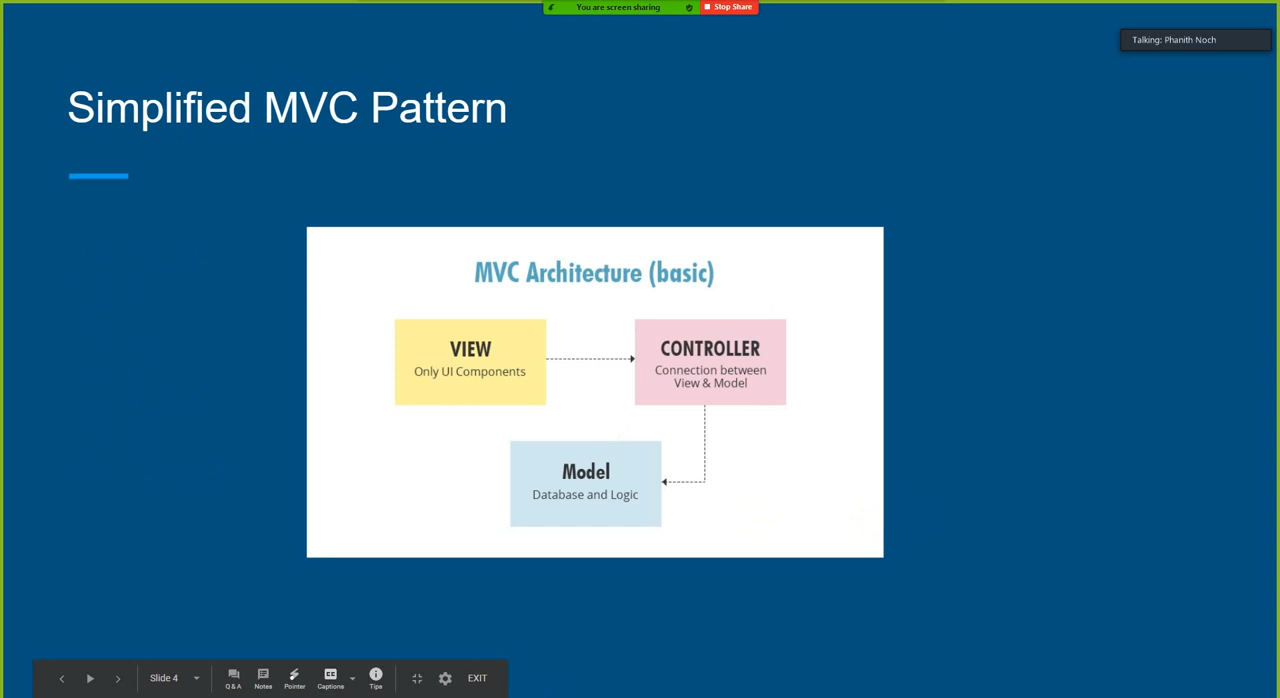 You are screen sharing
Stop Share
Talking: Phanith Noch
Simplified MVC Pattern
MVC Architecture (basic)
VIEW
Only UI Components
CONTROLLER
Connection between
View & Model
Model
Database and Logic
Slide 4
Q & A
Notes
Pointer
CC
Captions
Tips
EXIT